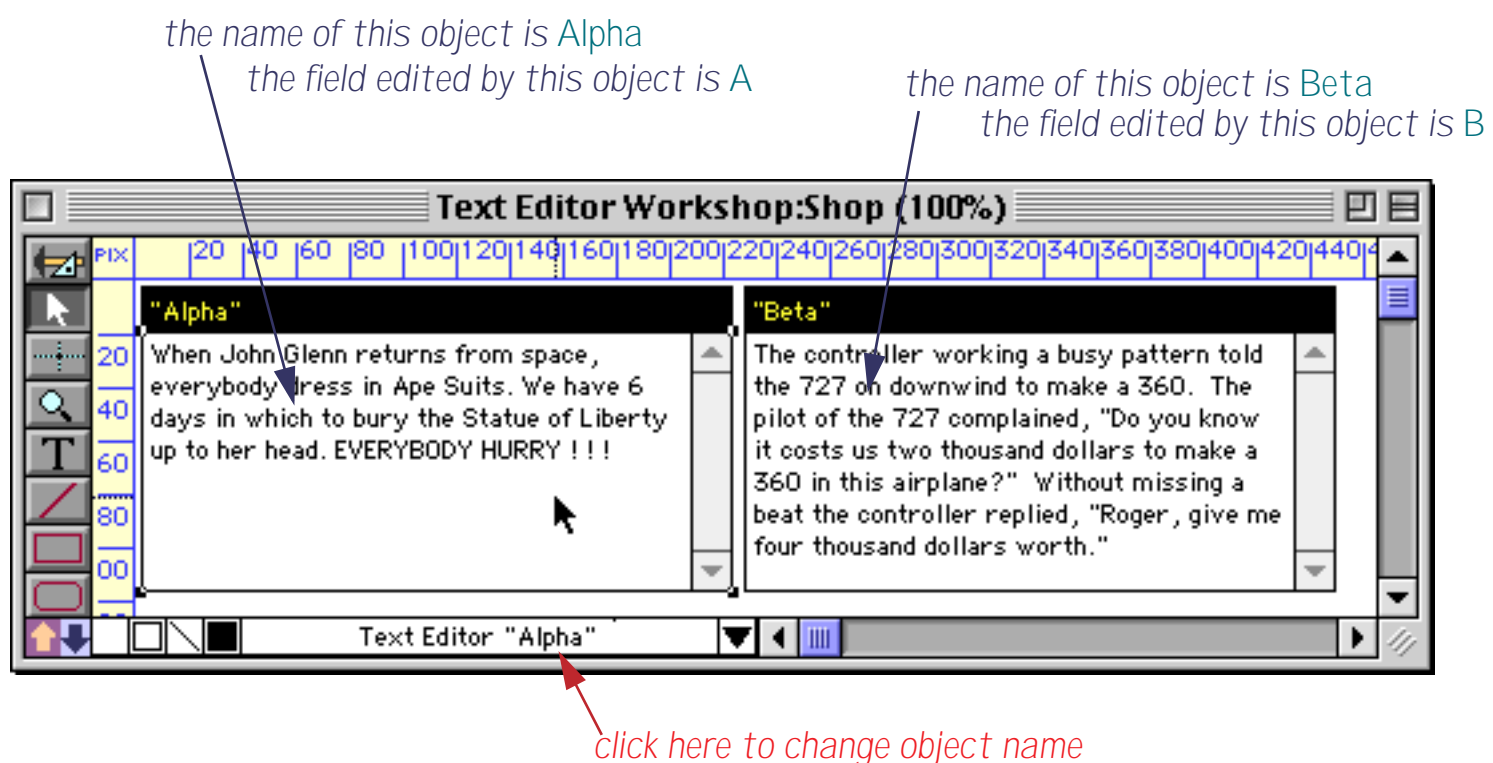 the name of this object is Alpha
the field edited by this object is A
the name of this object is Beta
the field edited by this object is B
Text Editor Workshop:Shop (100%)
PIX 20 40 60 80 100 120 140 160 180 200 220 240 260 280 300 320 340 360 380 400 420 440 4
"Alpha"
When John Glenn returns from space,
everybody dress in Ape Suits. We have 6
days in which to bury the Statue of Liberty
up to her head. EVERYBODY HURRY ! ! !
"Beta"
The controller working a busy pattern told
the 727 on downwind to make a 360.  The
pilot of the 727 complained, "Do you know
it costs us two thousand dollars to make a
360 in this airplane?"  Without missing a
beat the controller replied, "Roger, give me
four thousand dollars worth."
20
40
60
80
00
T
Text Editor "Alpha"
click here to change object name